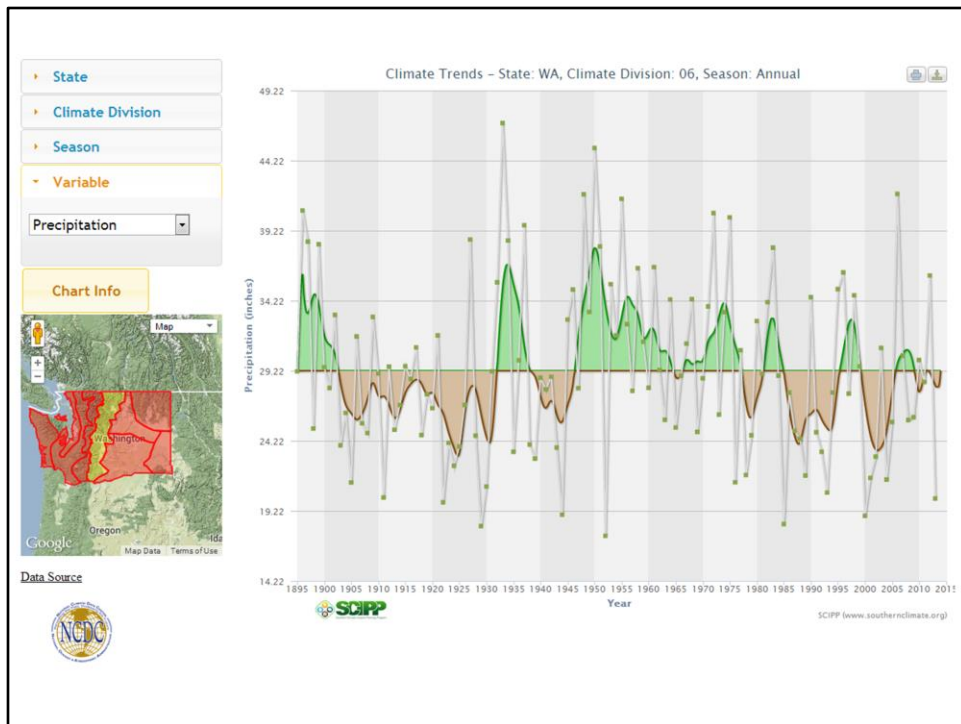 State
Climate Division
Season
Variable
Precipitation
Chart Info
Map
Washington
Oregon
Ida
Google
Map Data Terms of Use
Data Source
NCDC
Climate Trends - State: WA, Climate Division: 06, Season: Annual
49.22
44.22
39.22
34.22
29.22
24.22
19.22
14.22
Precipitation (inches)
1895 1900 1905 1910 1915 1920 1925 1930 1935 1940 1945 1950 1955 1960 1965 1970 1975 1980 1985 1990 1995 2000 2005 2010 2015
Year
SCIPP
SCIPP (www.southernclimate.org)